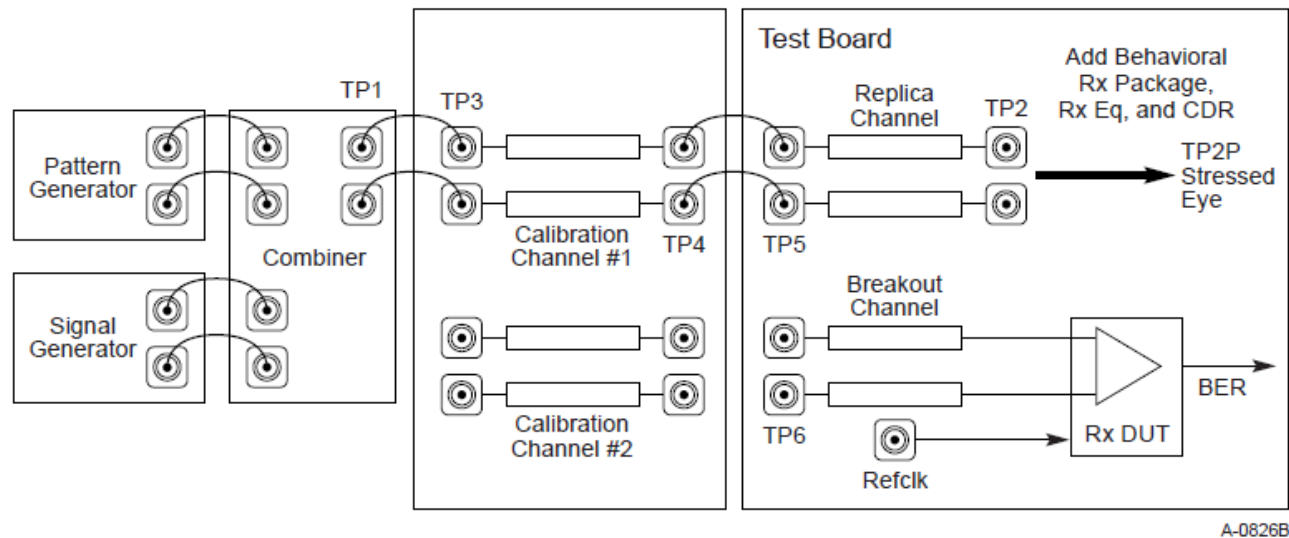 Test Board
Add Behavioral
Rx Package,
Rx Eq, and CDR
TP1
TP3
Replica
Channel
TP2
Pattern
Generator
TP2P
Stressed
Eye
Calibration
Channel #1
TP4
TP5
Combiner
Signal
Generator
Breakout
Channel
BER
Calibration
Channel #2
TP6
Rx DUT
Refclk
A-0826B